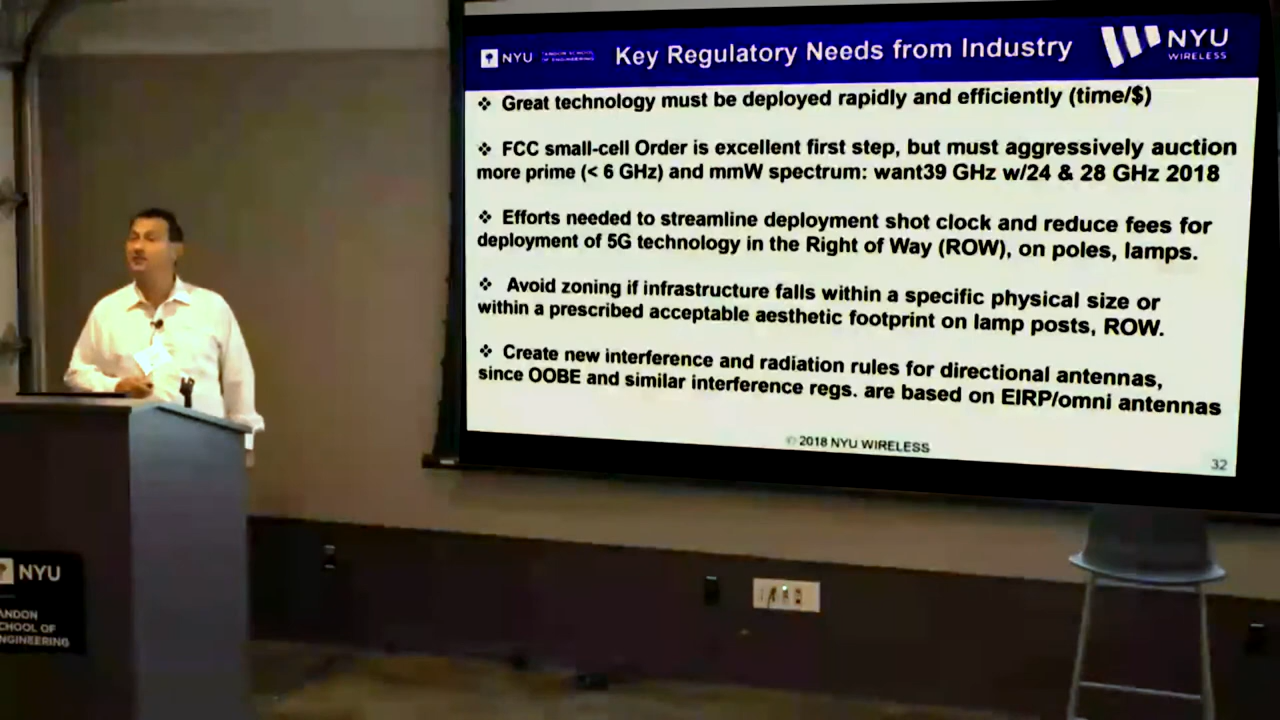 NYU
TANDON SCHOOL
OF ENGINEERING
Key Regulatory Needs from Industry
NYU
WIRELESS
❖ Great technology must be deployed rapidly and efficiently (time/$)
❖ FCC small-cell Order is excellent first step, but must aggressively auction
more prime (< 6 GHz) and mmW spectrum: want39 GHz w/24 & 28 GHz 2018
❖ Efforts needed to streamline deployment shot clock and reduce fees for
deployment of 5G technology in the Right of Way (ROW), on poles, lamps.
❖ Avoid zoning if infrastructure falls within a specific physical size or
within a prescribed acceptable aesthetic footprint on lamp posts, ROW.
❖ Create new interference and radiation rules for directional antennas,
since OOBE and similar interference regs. are based on EIRP/omni antennas
© 2018 NYU WIRELESS
32
NYU
ANDON
CHOOL OF
NGINEERING